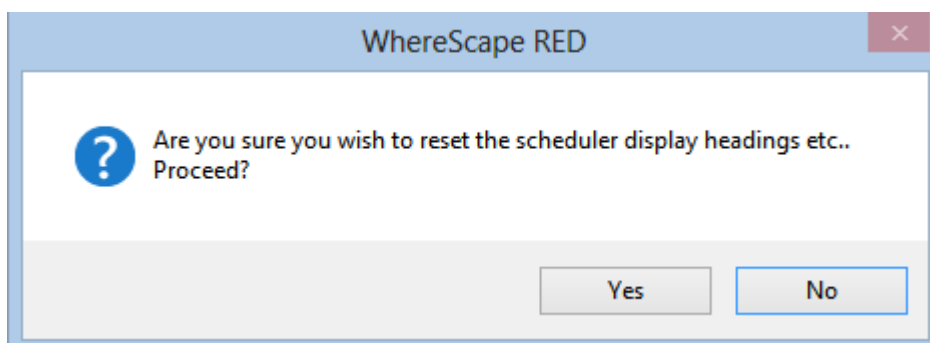 WhereScape RED
Are you sure you wish to reset the scheduler display headings etc..
Proceed?
Yes No